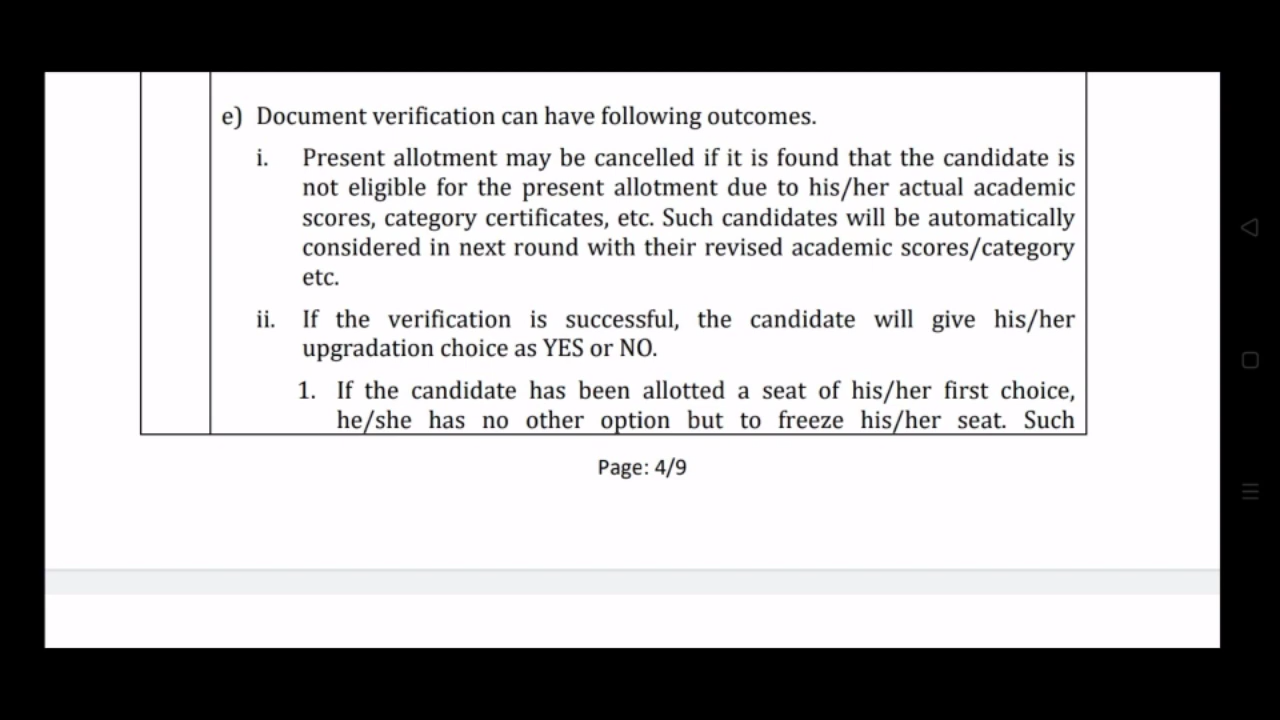 e) Document verification can have following outcomes.
i. Present allotment may be cancelled if it is found that the candidate is
not eligible for the present allotment due to his/her actual academic
scores, category certificates, etc. Such candidates will be automatically
considered in next round with their revised academic scores/category
etc.
ii. If the verification is successful, the candidate will give his/her
upgradation choice as YES or NO.
1. If the candidate has been allotted a seat of his/her first choice,
he/she has no other option but to freeze his/her seat. Such
Page: 4/9